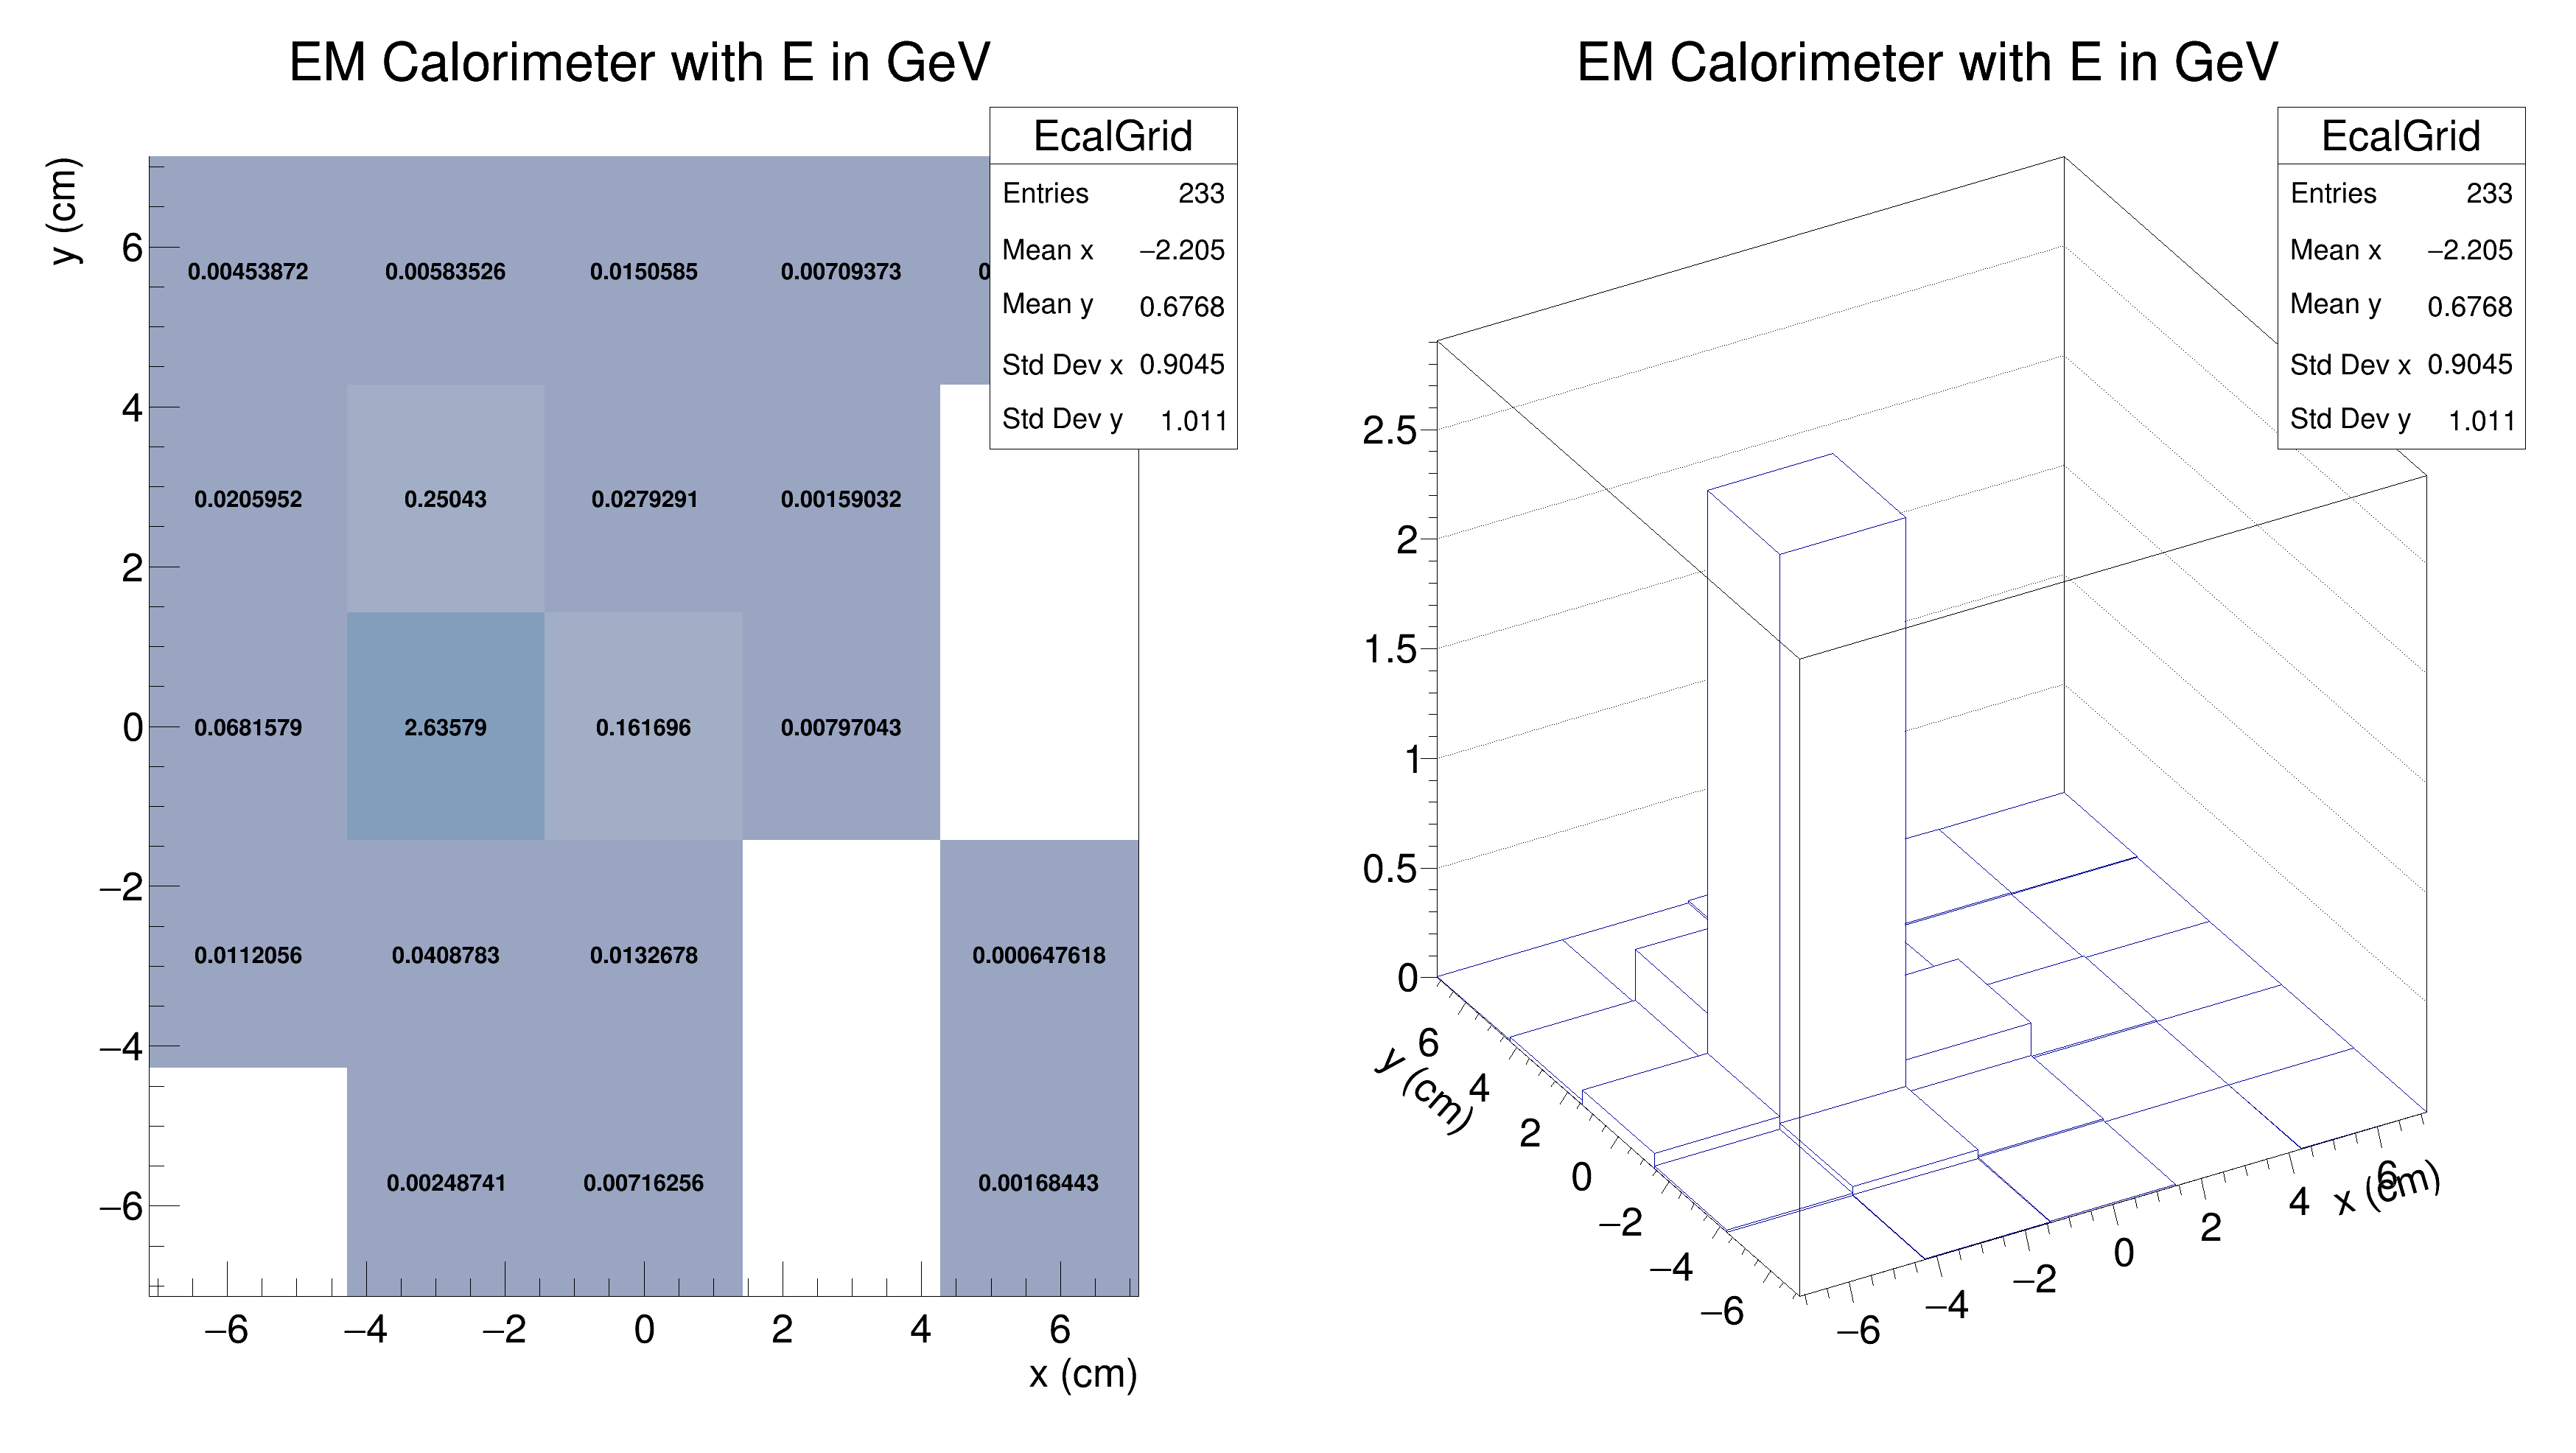 EM Calorimeter with E in GeV
EcalGrid
Entries 233
Mean x −2.205
Mean y 0.6768
Std Dev x 0.9045
Std Dev y 1.011
y (cm)
6
4
2
0
−2
−4
−6
0.00453872 0.00583526 0.0150585 0.00709373 0
0.0205952 0.25043 0.0279291 0.00159032
0.0681579 2.63579 0.161696 0.00797043
0.0112056 0.0408783 0.0132678 0.000647618
0.00248741 0.00716256 0.00168443
−6 −4 −2 0 2 4 6
x (cm)
EM Calorimeter with E in GeV
EcalGrid
Entries 233
Mean x −2.205
Mean y 0.6768
Std Dev x 0.9045
Std Dev y 1.011
2.5
2
1.5
1
0.5
0
y (cm)
6
4
2
0
−2
−4
−6
−6 −4 −2 0 2 4 6
x (cm)